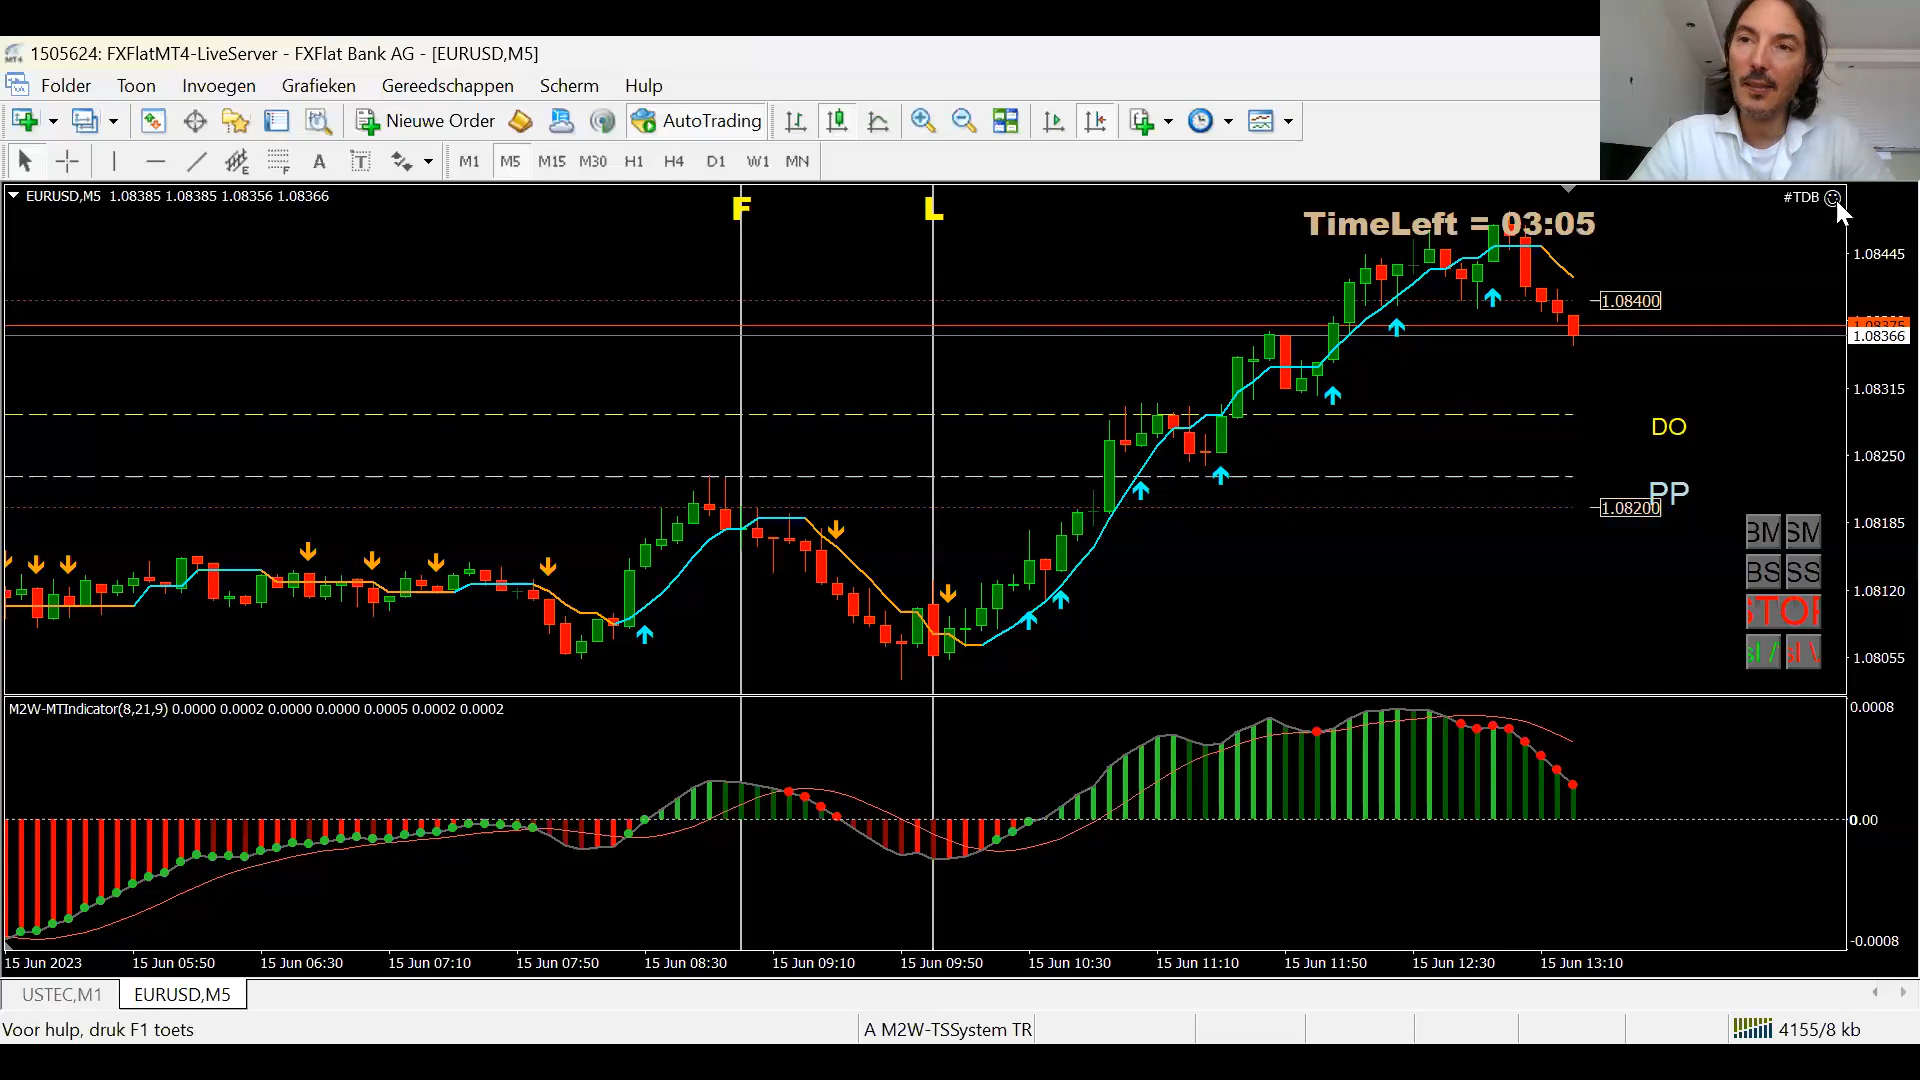 1505624: FXFlatMT4-LiveServer - FXFlat Bank AG - [EURUSD,M5]
Folder Toon Invoegen Grafieken Gereedschappen Scherm Hulp
Nieuwe Order AutoTrading
A T M1 M5 M15 M30 H1 H4 D1 W1 MN
EURUSD,M5 1.08385 1.08385 1.08356 1.08366
#TDB
F L
TimeLeft = 03:05
1.08445
1.08400
1.08375
1.08366
1.08315
DO
1.08250
PP
1.08200
1.08185
BM SM
BS SS
1.08120
STOP
sl / sl \
1.08055
M2W-MTIndicator(8,21,9) 0.0000 0.0002 0.0000 0.0000 0.0005 0.0002 0.0002
0.0008
0.00
-0.0008
15 Jun 2023 15 Jun 05:50 15 Jun 06:30 15 Jun 07:10 15 Jun 07:50 15 Jun 08:30 15 Jun 09:10 15 Jun 09:50 15 Jun 10:30 15 Jun 11:10 15 Jun 11:50 15 Jun 12:30 15 Jun 13:10
USTEC,M1 EURUSD,M5
Voor hulp, druk F1 toets A M2W-TSSystem TR 4155/8 kb